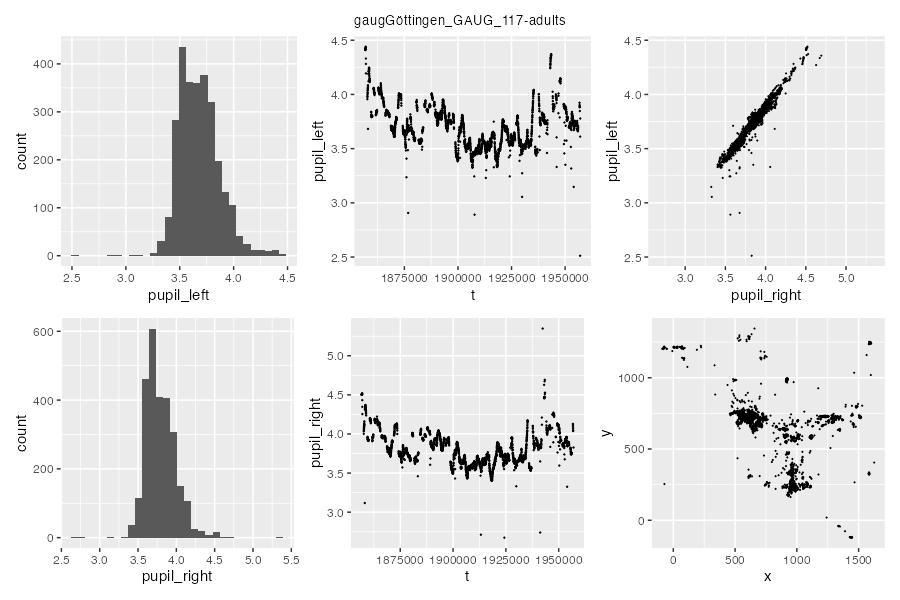 gaugGöttingen_GAUG_117-adults
count
400
300
200
100
0
2.5 3.0 3.5 4.0 4.5
pupil_left
pupil_left
4.5
4.0
3.5
3.0
2.5
1875000 1900000 1925000 1950000
t
pupil_left
4.5
4.0
3.5
3.0
2.5
3.0 3.5 4.0 4.5 5.0
pupil_right
count
600
400
200
0
2.5 3.0 3.5 4.0 4.5 5.0 5.5
pupil_right
pupil_right
5.0
4.5
4.0
3.5
3.0
1875000 1900000 1925000 1950000
t
y
1000
500
0
0 500 1000 1500
x